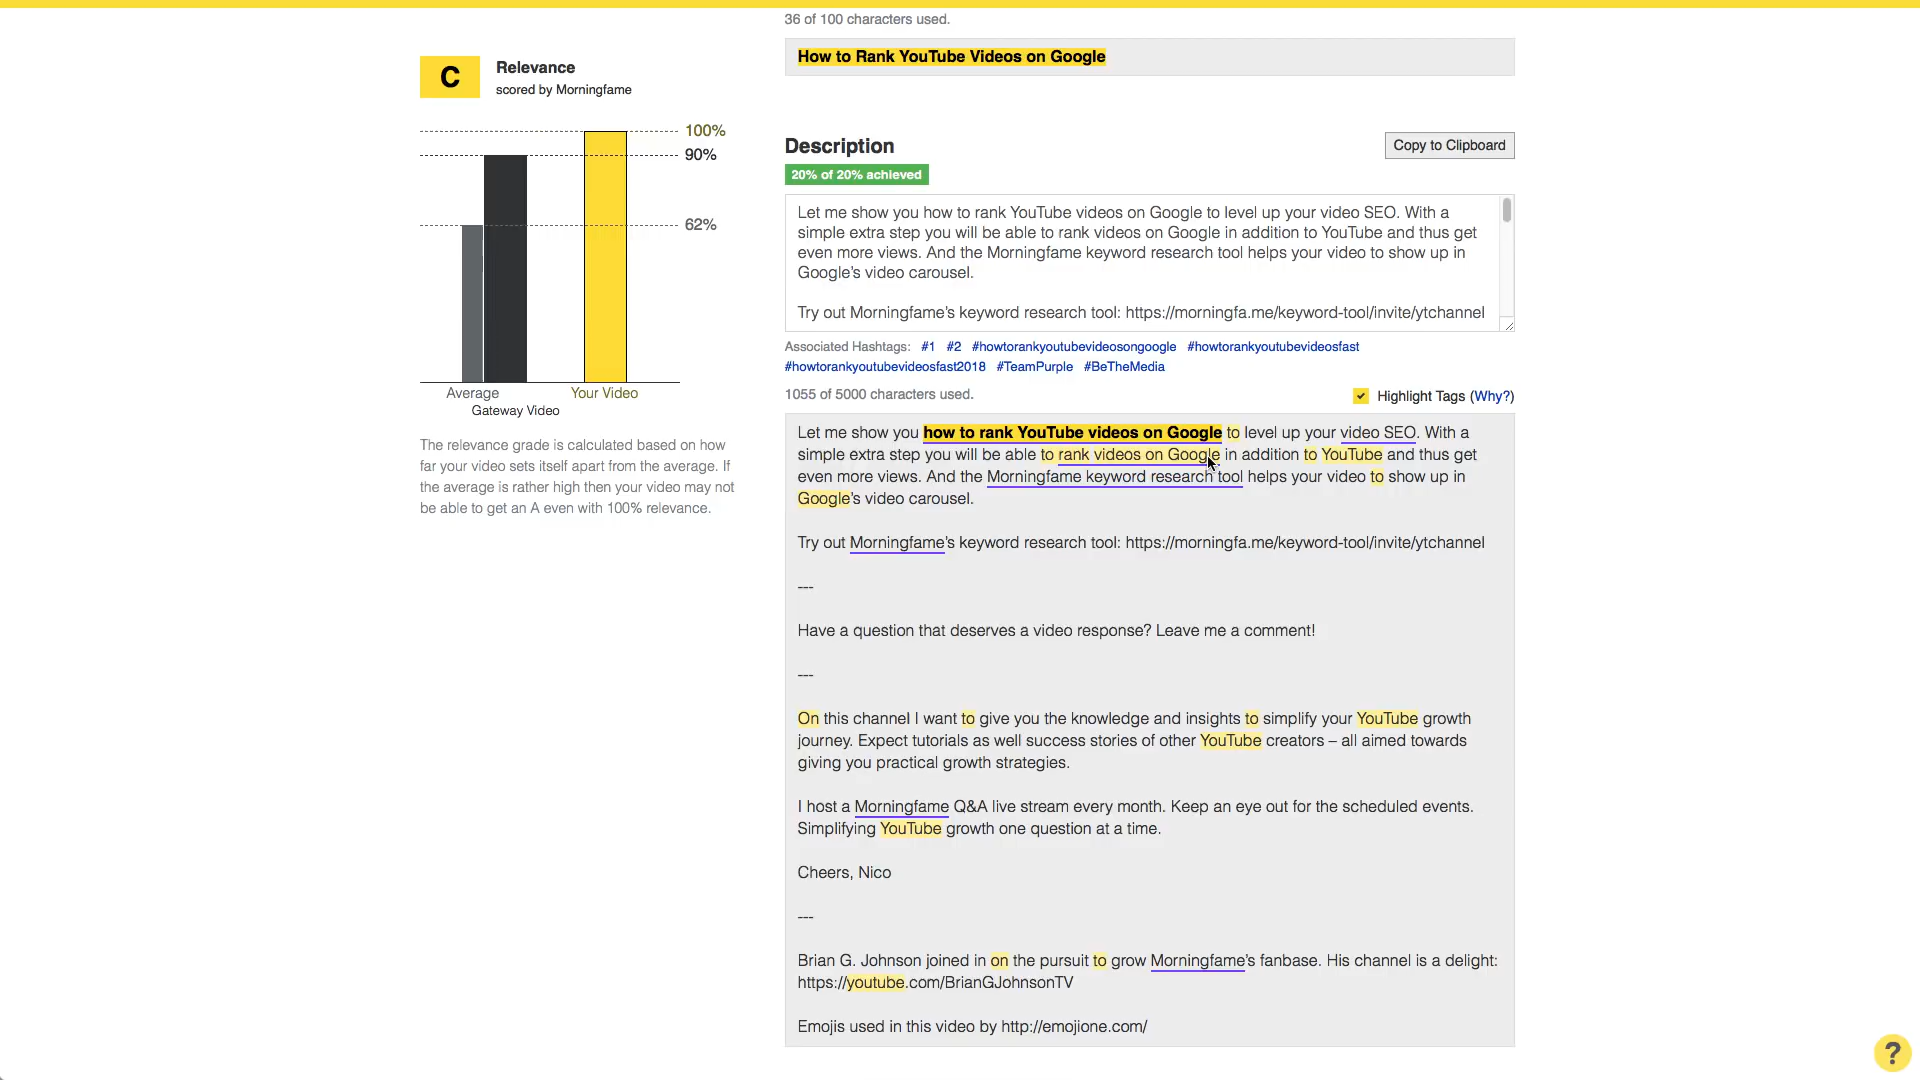 36 of 100 characters used.
How to Rank YouTube Videos on Google
C
Relevance
scored by Morningfame
100%
90%
62%
Average
Your Video
Gateway Video
The relevance grade is calculated based on how
far your video sets itself apart from the average. If
the average is rather high then your video may not
be able to get an A even with 100% relevance.
Description
Copy to Clipboard
20% of 20% achieved
Let me show you how to rank YouTube videos on Google to level up your video SEO. With a
simple extra step you will be able to rank videos on Google in addition to YouTube and thus get
even more views. And the Morningfame keyword research tool helps your video to show up in
Google's video carousel.
Try out Morningfame's keyword research tool: https://morningfa.me/keyword-tool/invite/ytchannel
Associated Hashtags: #1 #2 #howtorankyoutubevideosongoogle #howtorankyoutubevideosfast
#howtorankyoutubevideosfast2018 #TeamPurple #BeTheMedia
1055 of 5000 characters used.
Highlight Tags (Why?)
Let me show you how to rank YouTube videos on Google to level up your video SEO. With a
simple extra step you will be able to rank videos on Google in addition to YouTube and thus get
even more views. And the Morningfame keyword research tool helps your video to show up in
Google's video carousel.
Try out Morningfame's keyword research tool: https://morningfa.me/keyword-tool/invite/ytchannel
---
Have a question that deserves a video response? Leave me a comment!
---
On this channel I want to give you the knowledge and insights to simplify your YouTube growth
journey. Expect tutorials as well success stories of other YouTube creators – all aimed towards
giving you practical growth strategies.
I host a Morningfame Q&A live stream every month. Keep an eye out for the scheduled events.
Simplifying YouTube growth one question at a time.
Cheers, Nico
---
Brian G. Johnson joined in on the pursuit to grow Morningfame's fanbase. His channel is a delight:
https://youtube.com/BrianGJohnsonTV
Emojis used in this video by http://emojione.com/
?